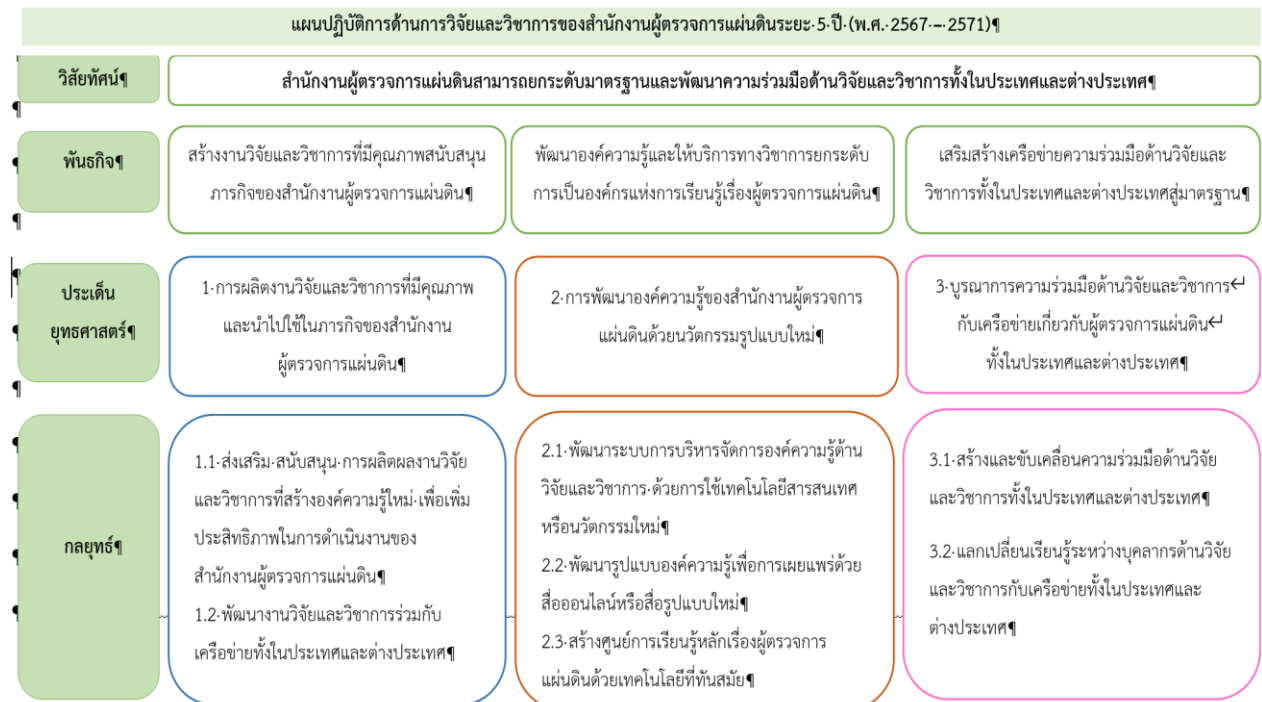 แผนปฏิบัติการด้านการวิจัยและวิชาการของสำนักงานผู้ตรวจการแผ่นดินระยะ·5·ปี·(พ.ศ.·2567·–·2571)¶
วิสัยทัศน์¶
สำนักงานผู้ตรวจการแผ่นดินสามารถยกระดับมาตรฐานและพัฒนาความร่วมมือด้านวิจัยและวิชาการทั้งในประเทศและต่างประเทศ¶
พันธกิจ¶
สร้างงานวิจัยและวิชาการที่มีคุณภาพสนับสนุน
ภารกิจของสำนักงานผู้ตรวจการแผ่นดิน¶
พัฒนาองค์ความรู้และให้บริการทางวิชาการยกระดับ
การเป็นองค์กรแห่งการเรียนรู้เรื่องผู้ตรวจการแผ่นดิน¶
เสริมสร้างเครือข่ายความร่วมมือด้านวิจัยและ
วิชาการทั้งในประเทศและต่างประเทศสู่มาตรฐาน¶
ประเด็น
ยุทธศาสตร์¶
1·การผลิตงานวิจัยและวิชาการที่มีคุณภาพ
และนำไปใช้ในภารกิจของสำนักงาน
ผู้ตรวจการแผ่นดิน¶
2·การพัฒนาองค์ความรู้ของสำนักงานผู้ตรวจการ
แผ่นดินด้วยนวัตกรรมรูปแบบใหม่¶
3·บูรณาการความร่วมมือด้านวิจัยและวิชาการ↵
กับเครือข่ายเกี่ยวกับผู้ตรวจการแผ่นดิน↵
ทั้งในประเทศและต่างประเทศ¶
กลยุทธ์¶
1.1·ส่งเสริม·สนับสนุน·การผลิตผลงานวิจัย
และวิชาการที่สร้างองค์ความรู้ใหม่·เพื่อเพิ่ม
ประสิทธิภาพในการดำเนินงานของ
สำนักงานผู้ตรวจการแผ่นดิน¶
1.2·พัฒนางานวิจัยและวิชาการร่วมกับ
เครือข่ายทั้งในประเทศและต่างประเทศ¶
2.1·พัฒนาระบบการบริหารจัดการองค์ความรู้ด้าน
วิจัยและวิชาการ·ด้วยการใช้เทคโนโลยีสารสนเทศ
หรือนวัตกรรมใหม่¶
2.2·พัฒนารูปแบบองค์ความรู้เพื่อการเผยแพร่ด้วย
สื่อออนไลน์หรือสื่อรูปแบบใหม่¶
2.3·สร้างศูนย์การเรียนรู้หลักเรื่องผู้ตรวจการ
แผ่นดินด้วยเทคโนโลยีที่ทันสมัย¶
3.1·สร้างและขับเคลื่อนความร่วมมือด้านวิจัย
และวิชาการทั้งในประเทศและต่างประเทศ¶
3.2·แลกเปลี่ยนเรียนรู้ระหว่างบุคลากรด้านวิจัย
และวิชาการกับเครือข่ายทั้งในประเทศและ
ต่างประเทศ¶